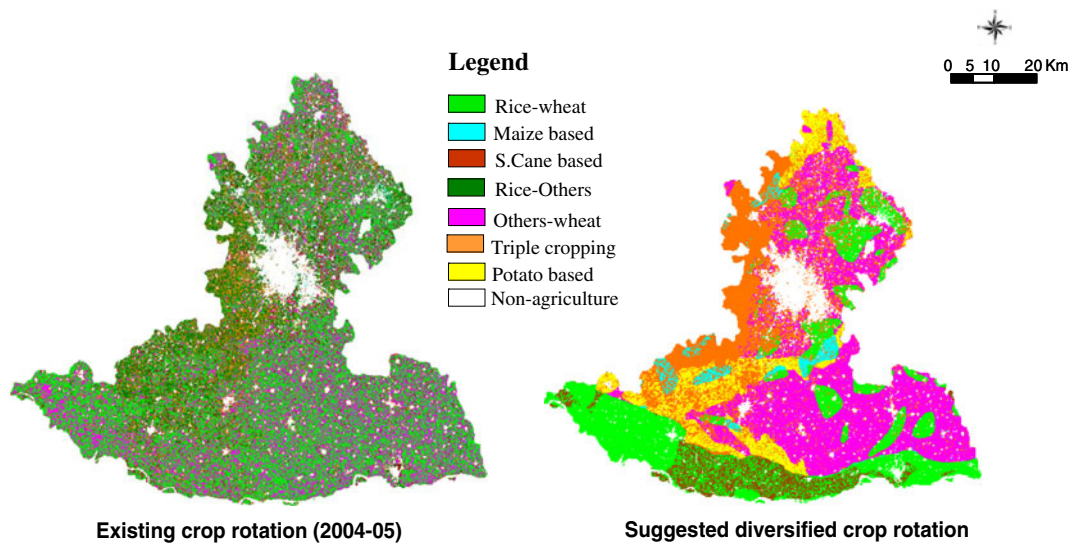 Legend
0 5 10 20 Km
Rice-wheat
Maize based
S.Cane based
Rice-Others
Others-wheat
Triple cropping
Potato based
Non-agriculture
Existing crop rotation (2004-05)
Suggested diversified crop rotation